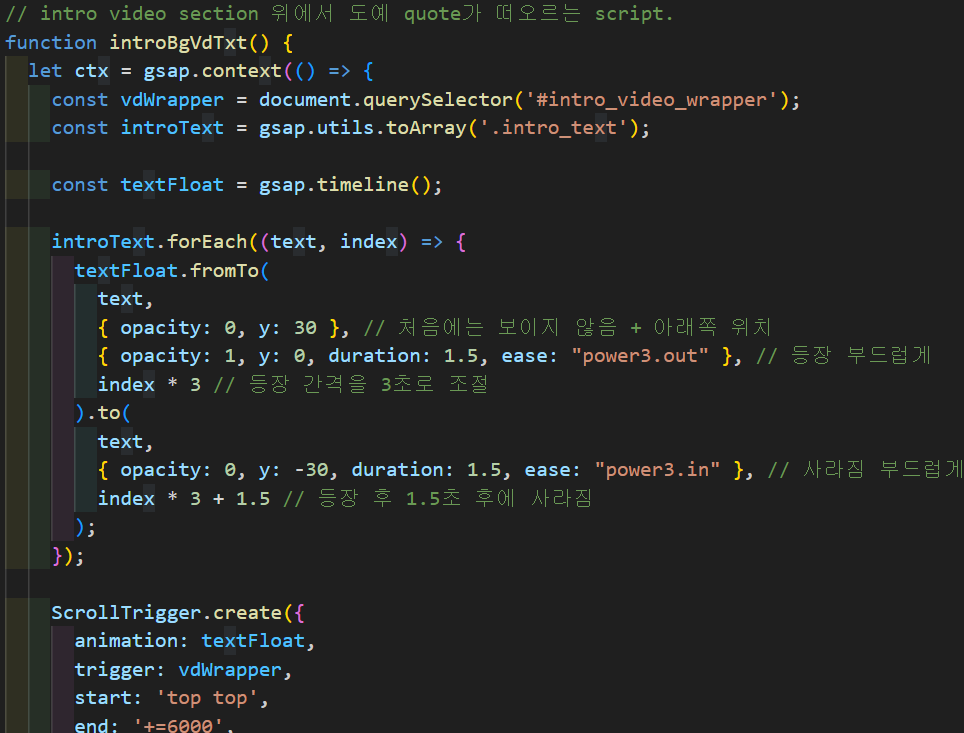 // intro video section 위에서 도예 quote가 떠오르는 script.
function introBgVdTxt() {
let ctx = gsap.context(() => {
const vdWrapper = document.querySelector('#intro_video_wrapper');
const introText = gsap.utils.toArray('.intro_text');
const textFloat = gsap.timeline();
introText.forEach((text, index) => {
textFloat.fromTo(
text,
{ opacity: 0, y: 30 }, // 처음에는 보이지 않음 + 아래쪽 위치
{ opacity: 1, y: 0, duration: 1.5, ease: "power3.out" }, // 등장 부드럽게
index * 3 // 등장 간격을 3초로 조절
).to(
text,
{ opacity: 0, y: -30, duration: 1.5, ease: "power3.in" }, // 사라짐 부드럽게
index * 3 + 1.5 // 등장 후 1.5초 후에 사라짐
);
});
ScrollTrigger.create({
animation: textFloat,
trigger: vdWrapper,
start: 'top top',
end: '+=6000',